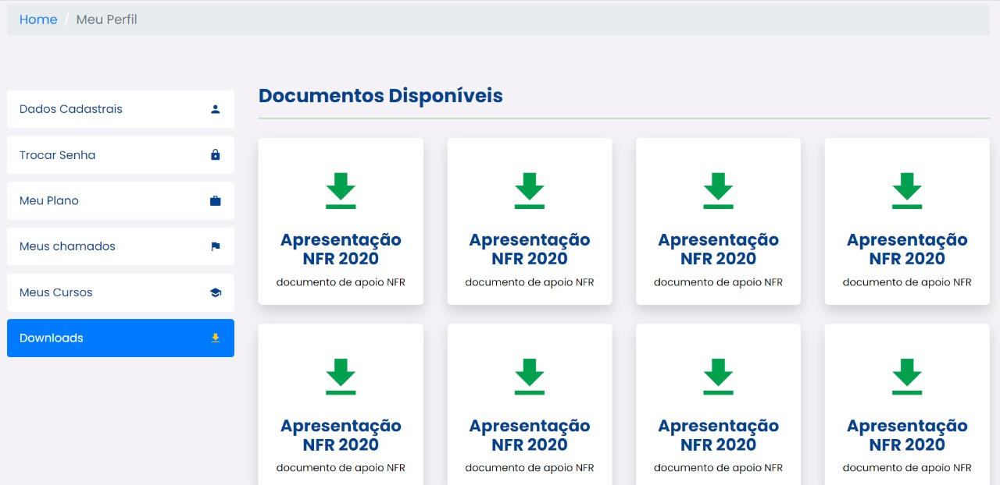 Home / Meu Perfil
Dados Cadastrais
Trocar Senha
Meu Plano
Meus chamados
Meus Cursos
Downloads
Documentos Disponíveis
Apresentação
NFR 2020
documento de apoio NFR
Apresentação
NFR 2020
documento de apoio NFR
Apresentação
NFR 2020
documento de apoio NFR
Apresentação
NFR 2020
documento de apoio NFR
Apresentação
NFR 2020
documento de apoio NFR
Apresentação
NFR 2020
documento de apoio NFR
Apresentação
NFR 2020
documento de apoio NFR
Apresentação
NFR 2020
documento de apoio NFR